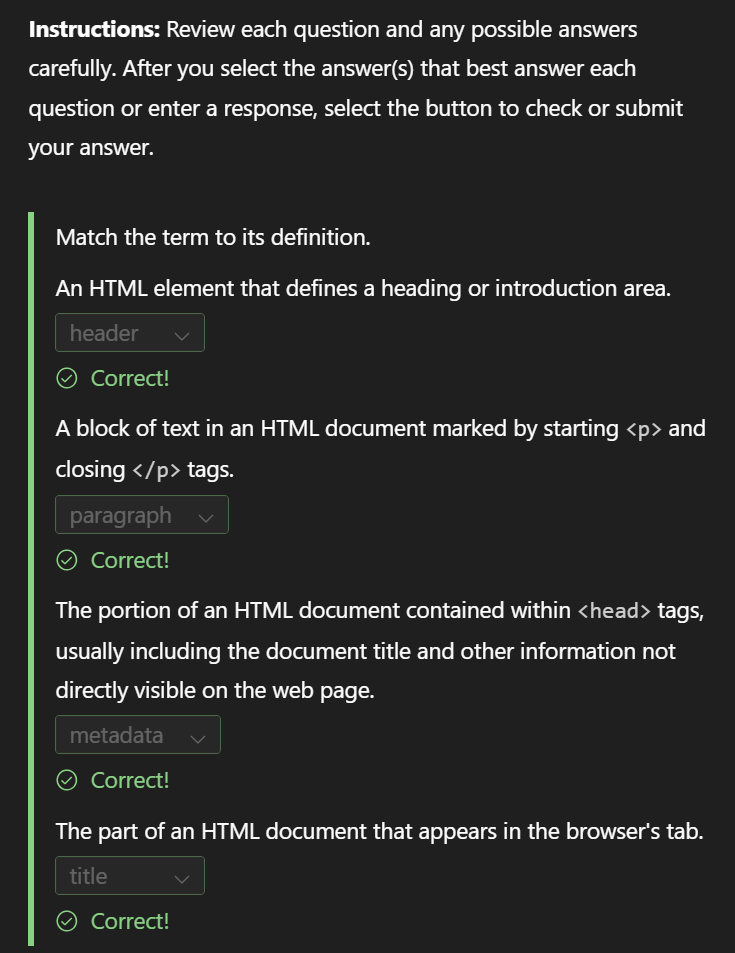 Instructions: Review each question and any possible answers
carefully. After you select the answer(s) that best answer each
question or enter a response, select the button to check or submit
your answer.
Match the term to its definition.
An HTML element that defines a heading or introduction area.
header
Correct!
A block of text in an HTML document marked by starting <p> and
closing </p> tags.
paragraph
Correct!
The portion of an HTML document contained within <head> tags,
usually including the document title and other information not
directly visible on the web page.
metadata
Correct!
The part of an HTML document that appears in the browser's tab.
title
Correct!